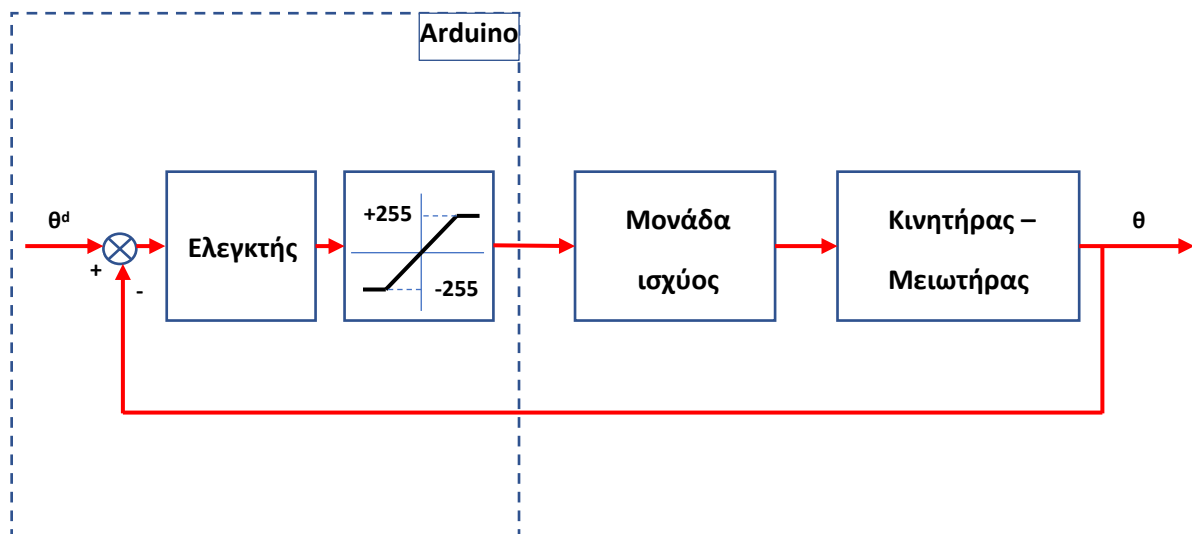 Arduino
θᵈ
+
-
Ελεγκτής
+255
-255
Μονάδα
ισχύος
Κινητήρας –
Μειωτήρας
θ